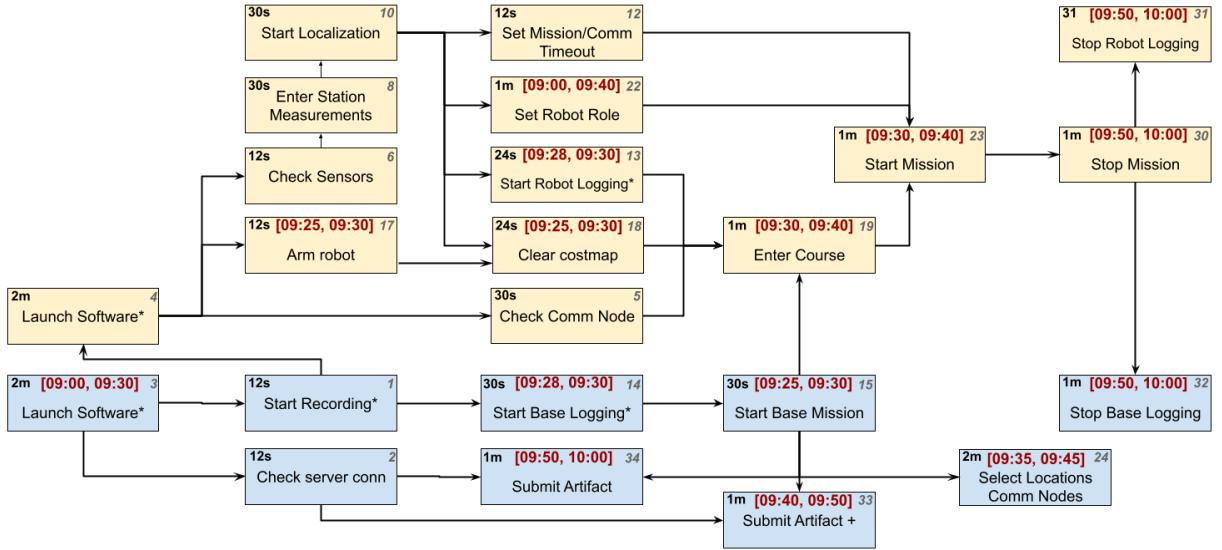 30s 10
Start Localization
12s 12
Set Mission/Comm
Timeout
31 [09:50, 10:00] 31
Stop Robot Logging
30s 8
Enter Station
Measurements
1m [09:00, 09:40] 22
Set Robot Role
1m [09:30, 09:40] 23
Start Mission
1m [09:50, 10:00] 30
Stop Mission
12s 6
Check Sensors
24s [09:28, 09:30] 13
Start Robot Logging*
12s [09:25, 09:30] 17
Arm robot
24s [09:25, 09:30] 18
Clear costmap
1m [09:30, 09:40] 19
Enter Course
2m 4
Launch Software*
30s 5
Check Comm Node
2m [09:00, 09:30] 3
Launch Software*
12s 1
Start Recording*
30s [09:28, 09:30] 14
Start Base Logging*
30s [09:25, 09:30] 15
Start Base Mission
1m [09:50, 10:00] 32
Stop Base Logging
12s 2
Check server conn
1m [09:50, 10:00] 34
Submit Artifact
2m [09:35, 09:45] 24
Select Locations
Comm Nodes
1m [09:40, 09:50] 33
Submit Artifact +